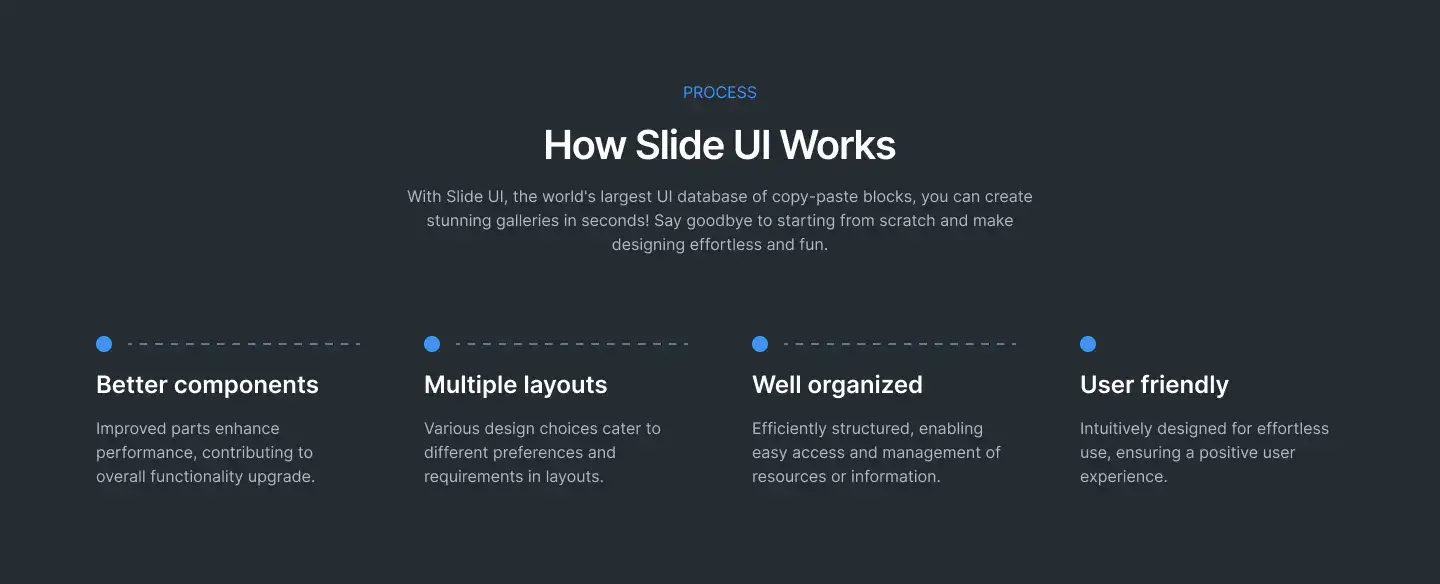 PROCESS
How Slide UI Works
With Slide UI, the world's largest UI database of copy-paste blocks, you can create
stunning galleries in seconds! Say goodbye to starting from scratch and make
designing effortless and fun.
Better components
Improved parts enhance
performance, contributing to
overall functionality upgrade.
Multiple layouts
Various design choices cater to
different preferences and
requirements in layouts.
Well organized
Efficiently structured, enabling
easy access and management of
resources or information.
User friendly
Intuitively designed for effortless
use, ensuring a positive user
experience.